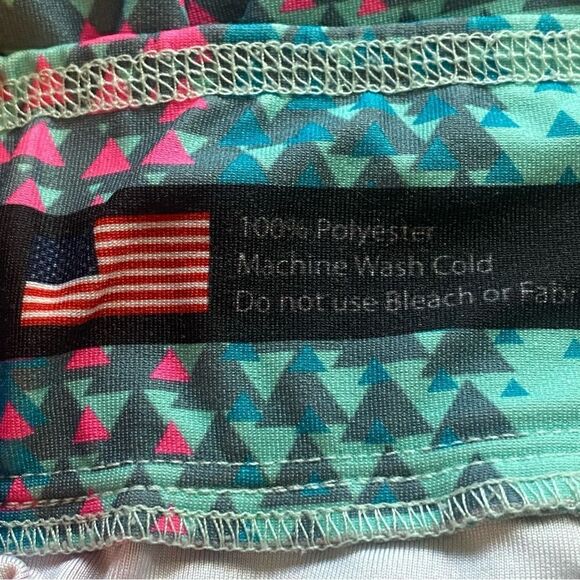 100% Polyester
Machine Wash Cold
Do not use Bleach or